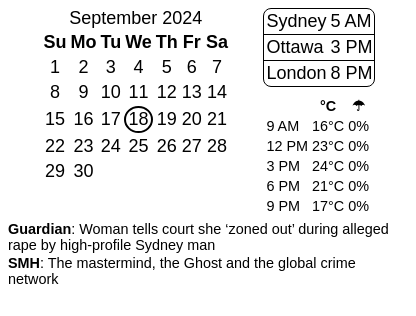 September 2024
Su Mo Tu We Th Fr Sa
1 2 3 4 5 6 7
8 9 10 11 12 13 14
15 16 17 18 19 20 21
22 23 24 25 26 27 28
29 30
Sydney 5 AM
Ottawa 3 PM
London 8 PM
°C ☂
9 AM 16°C 0%
12 PM 23°C 0%
3 PM 24°C 0%
6 PM 21°C 0%
9 PM 17°C 0%
Guardian: Woman tells court she ‘zoned out’ during alleged
rape by high-profile Sydney man
SMH: The mastermind, the Ghost and the global crime
network